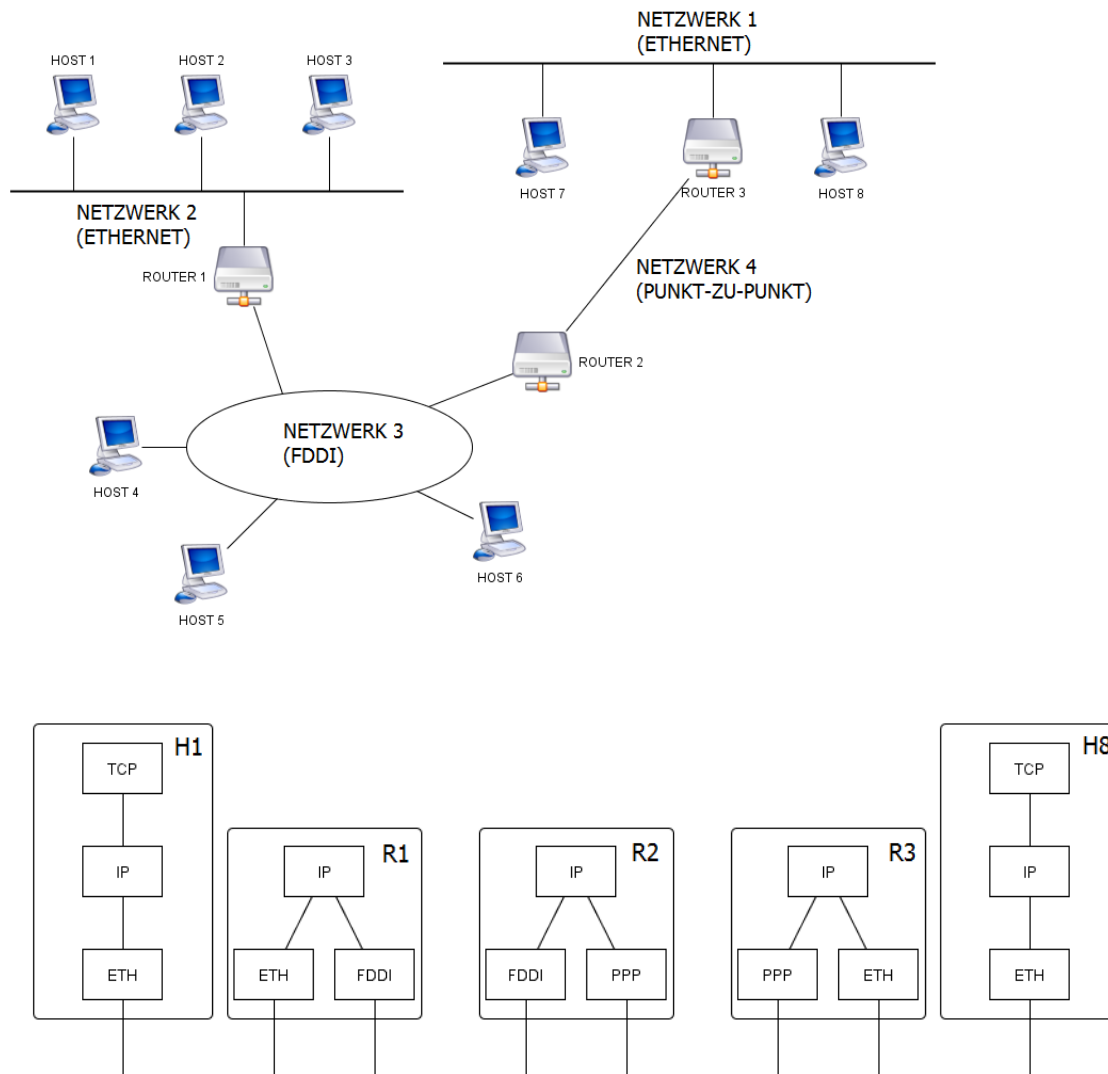 NETZWERK 1
(ETHERNET)
HOST 1
HOST 2
HOST 3
HOST 7
ROUTER 3
HOST 8
NETZWERK 2
(ETHERNET)
ROUTER 1
NETZWERK 4
(PUNKT-ZU-PUNKT)
ROUTER 2
NETZWERK 3
(FDDI)
HOST 4
HOST 6
HOST 5
H1
TCP
IP
ETH
R1
IP
ETH
FDDI
R2
IP
FDDI
PPP
R3
IP
PPP
ETH
H8
TCP
IP
ETH